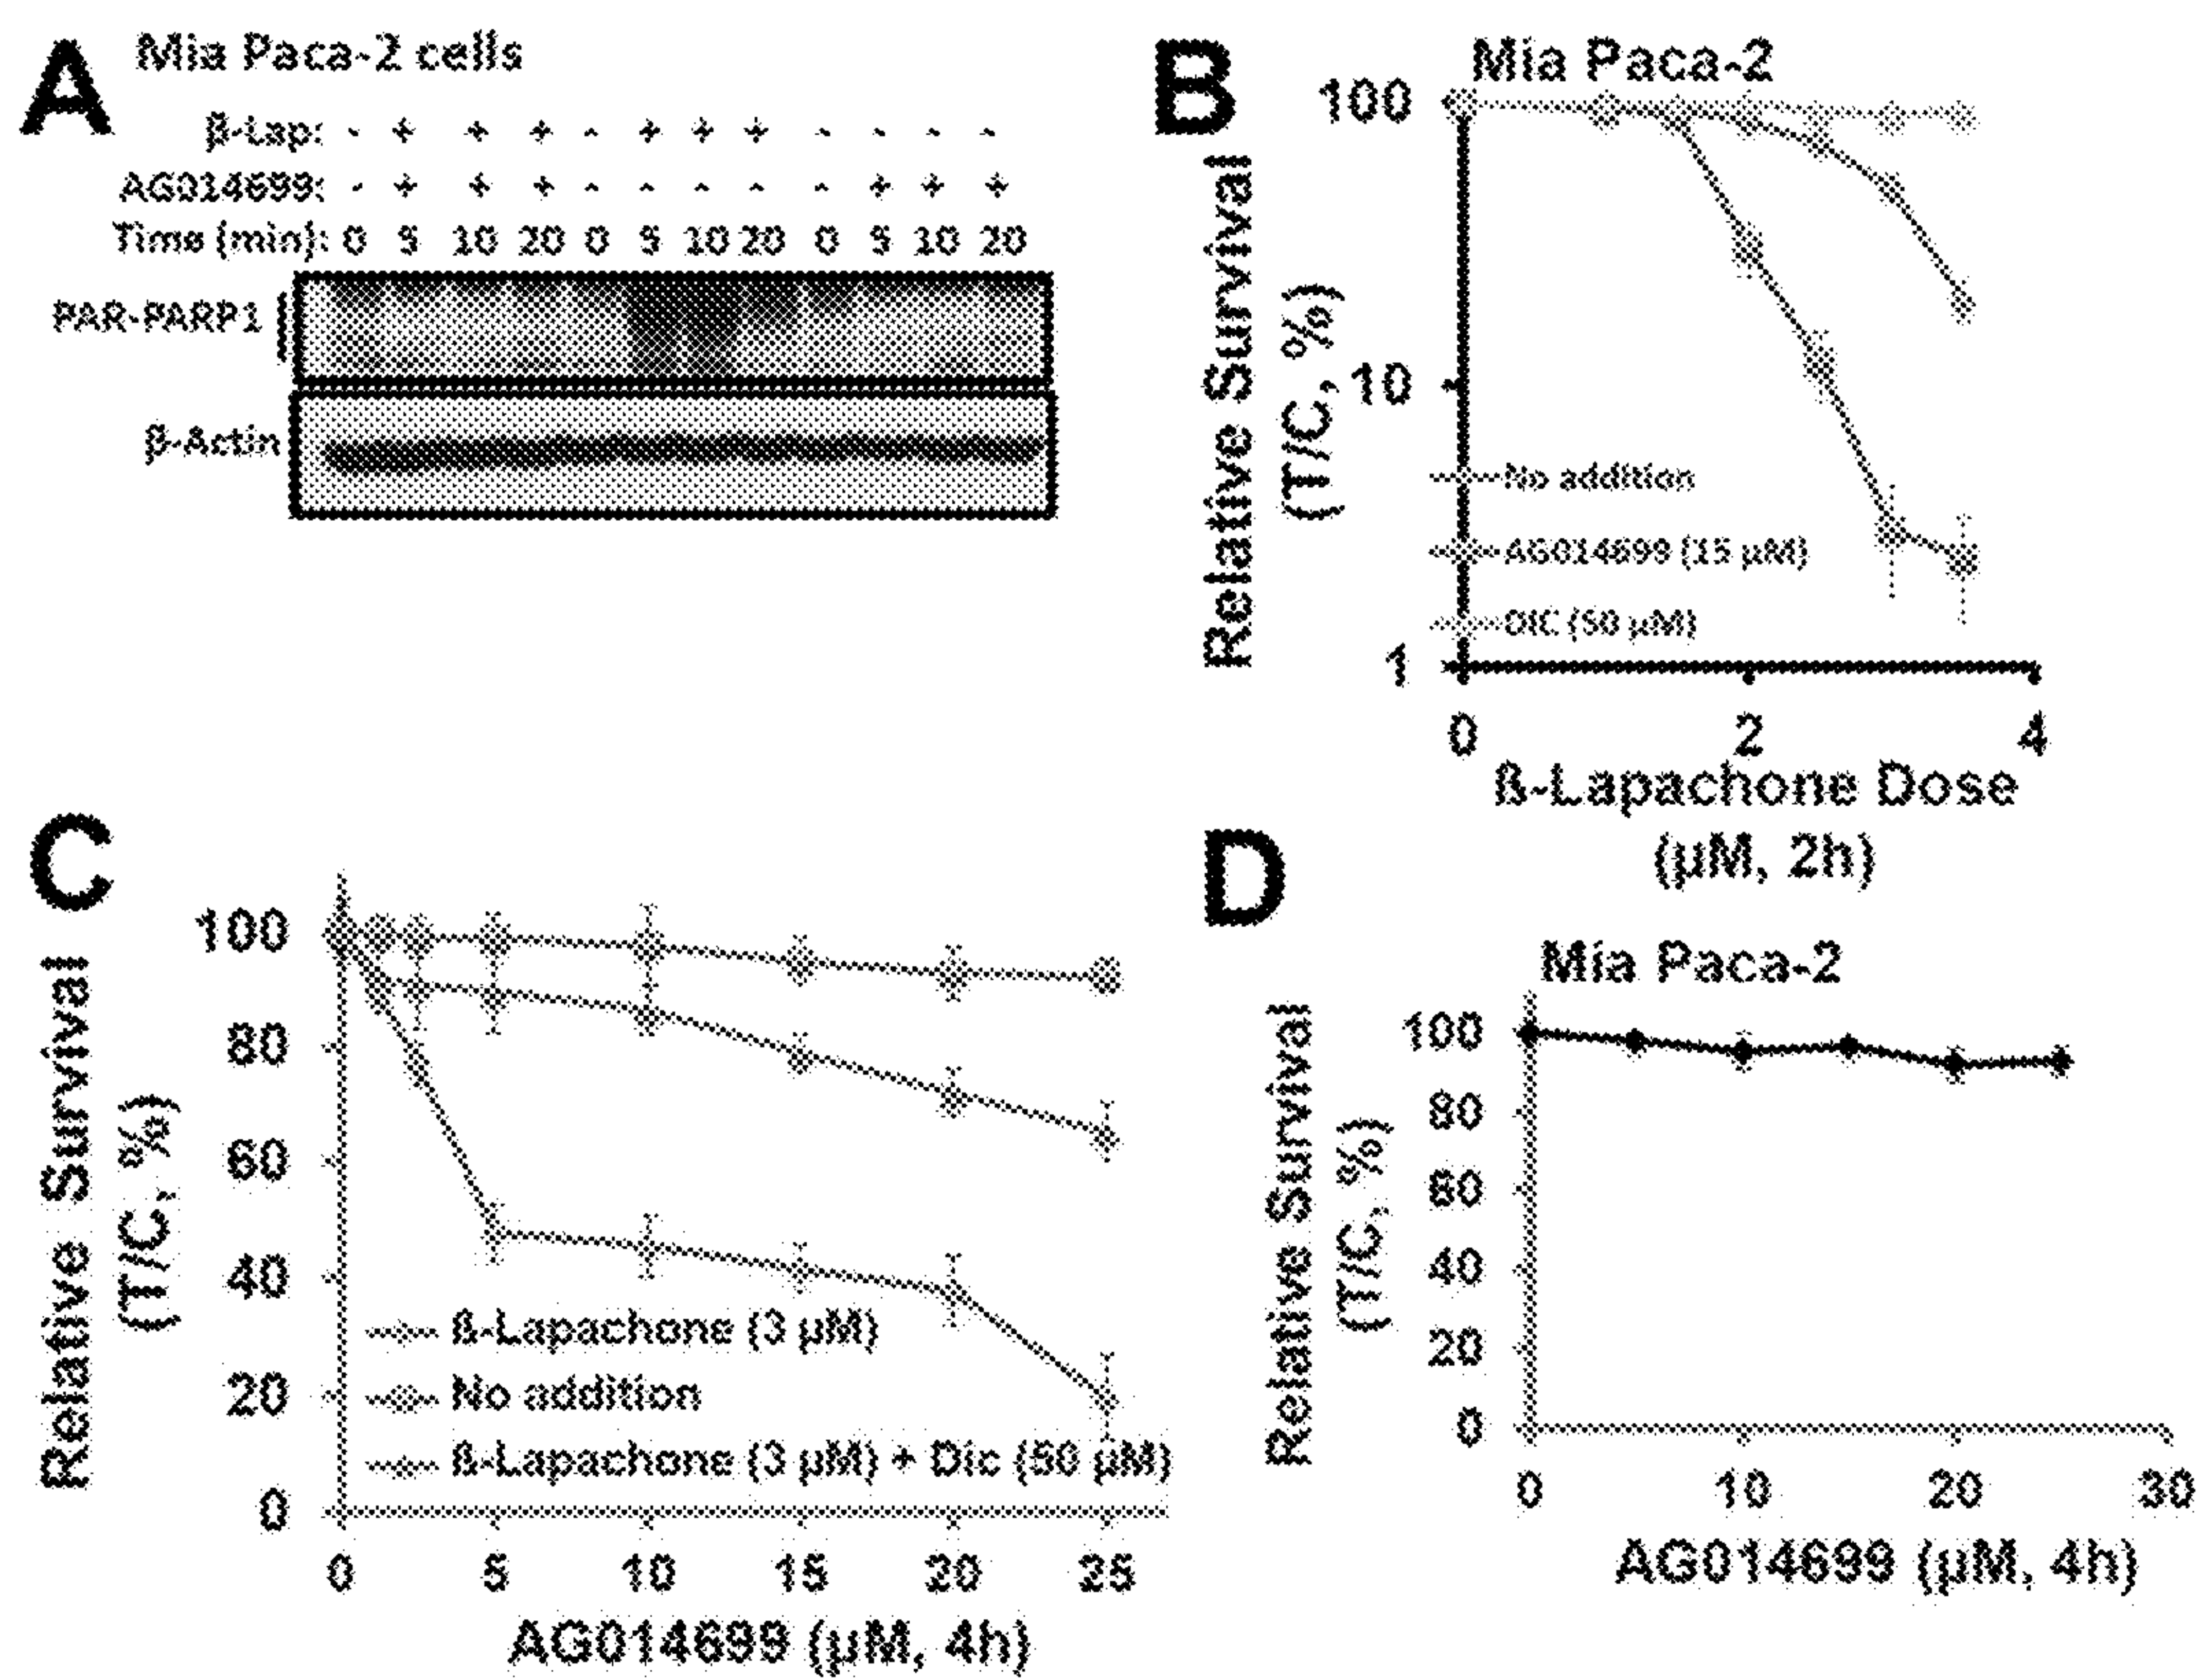 A
Mia Paca-2 cells
β-Lap: - + + + - + + + - - - -
AG014699: - + + + - - - - - + + +
Time (min): 0 5 10 20 0 5 10 20 0 5 10 20
PAR-PARP1
β-Actin
B
Mia Paca-2
Relative Survival
(T/C, %)
100
10
1
No addition
AG014699 (15 µM)
DIC (50 µM)
0 2 4
ß-Lapachone Dose
(µM, 2h)
C
Relative Survival
(T/C, %)
100
80
60
40
20
0
ß-Lapachone (3 µM)
No addition
ß-Lapachone (3 µM) + Dic (50 µM)
0 5 10 15 20 25
AG014699 (µM, 4h)
D
Mia Paca-2
Relative Survival
(T/C, %)
100
80
60
40
20
0
0 10 20 30
AG014699 (µM, 4h)